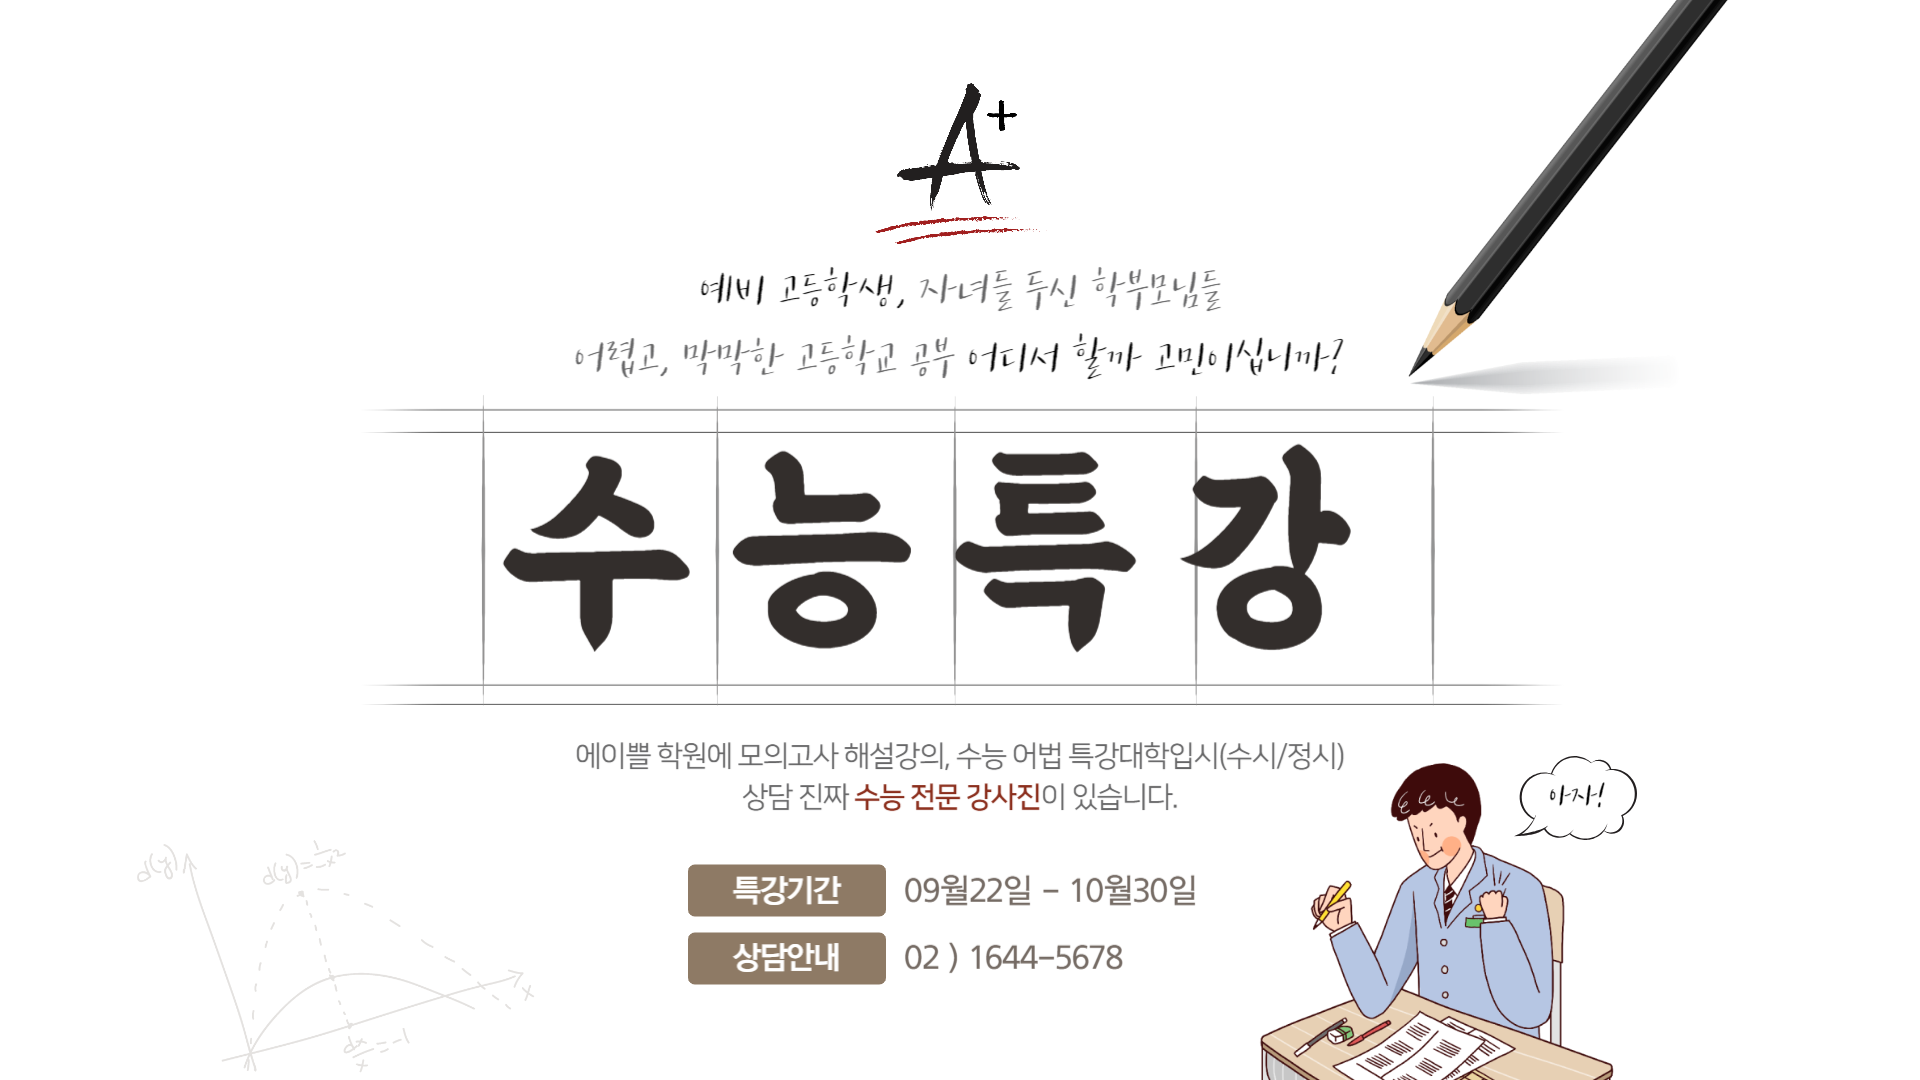 A+
예비 고등학생, 자녀들 두신 학부모님들
어렵고, 막막한 고등학교 공부 어디서 할까 고민이십니까?
수능특강
에이쁠 학원에 모의고사 해설강의, 수능 어법 특강대학입시(수시/정시)
상담 진짜 수능 전문 강사진이 있습니다.
아자!
특강기간 09월22일 - 10월30일
상담안내 02 ) 1644-5678
d(y)
d(y)=1/-x²
x
dx/x=-1